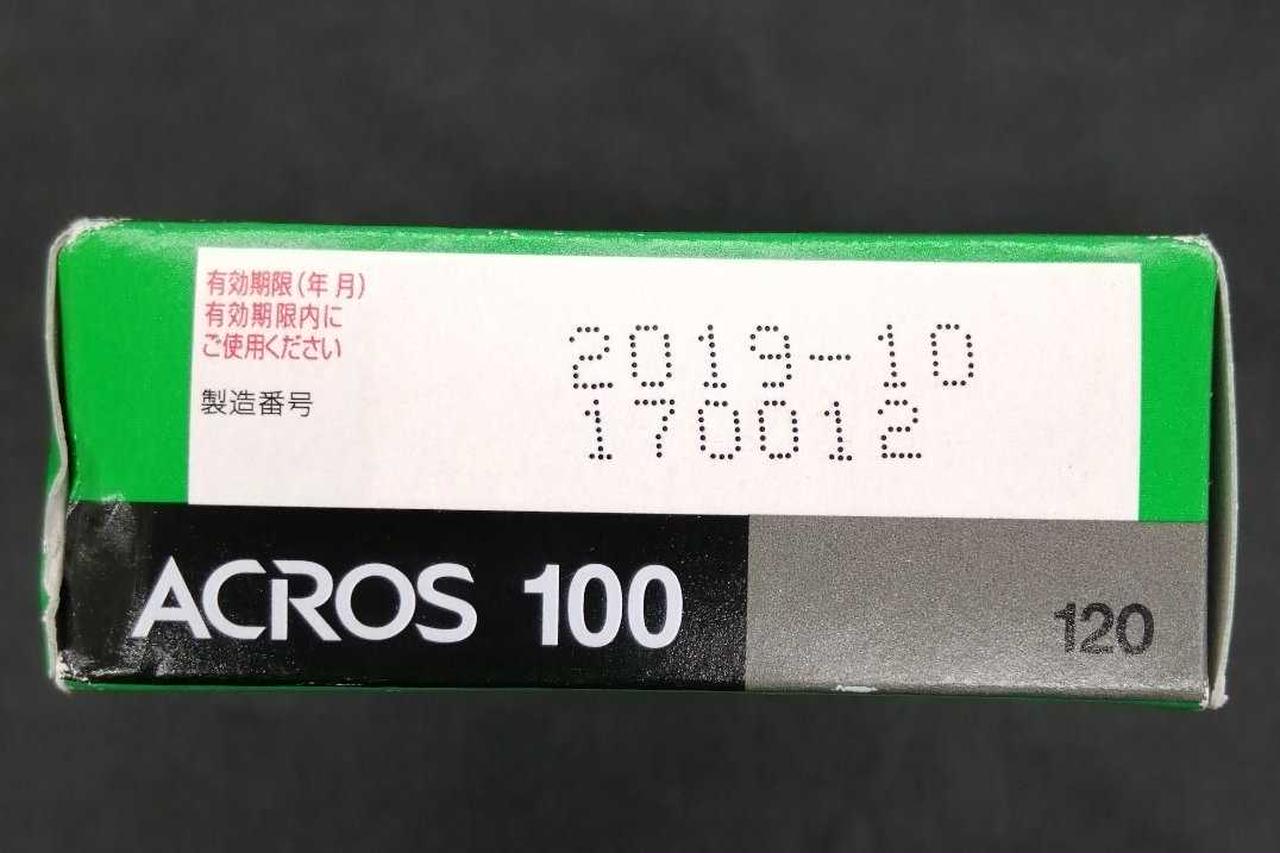 有効期限(年 月)
有効期限内に
ご使用ください
2019-10
製造番号
170012
ACROS 100
120